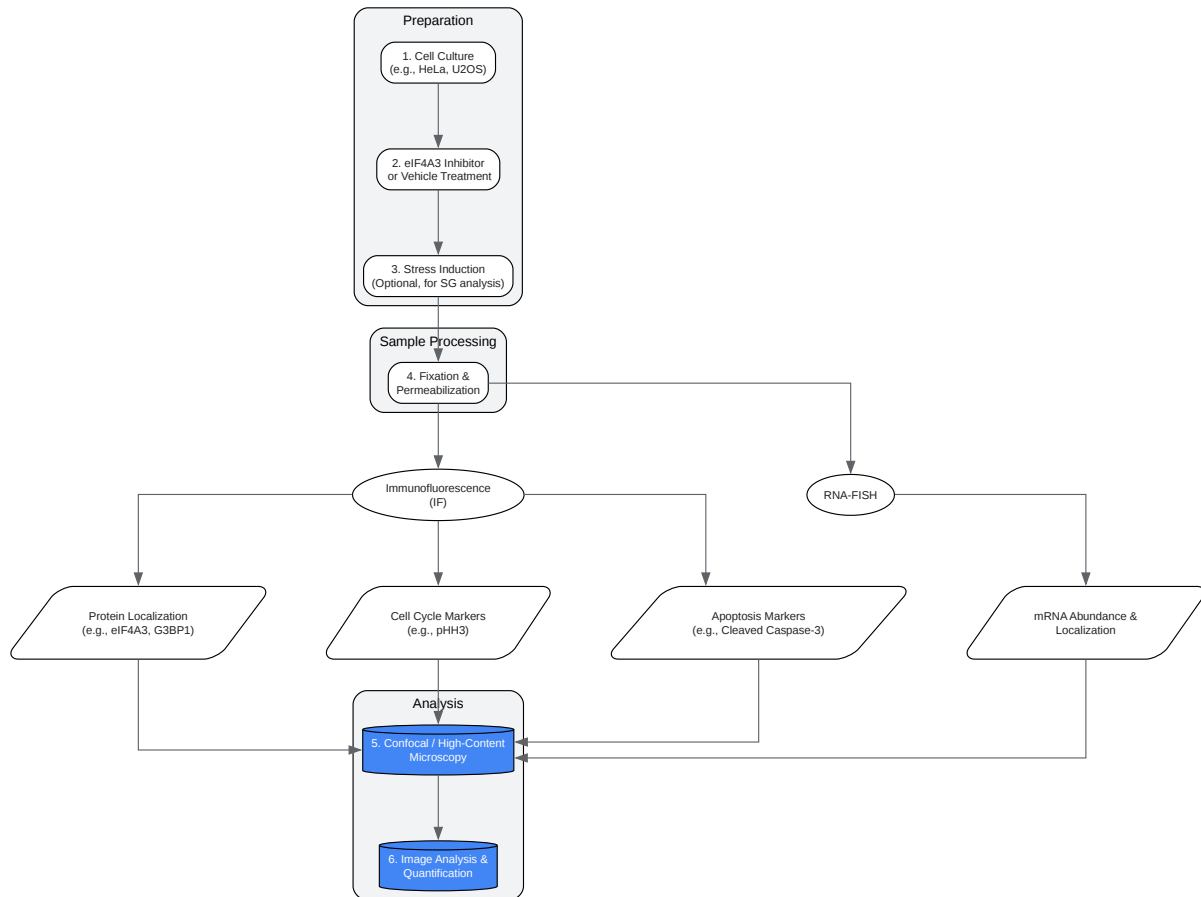 Preparation
1. Cell Culture
(e.g., HeLa, U2OS)
2. eIF4A3 Inhibitor
or Vehicle Treatment
3. Stress Induction
(Optional, for SG analysis)
Sample Processing
4. Fixation &
Permeabilization
Immunofluorescence
(IF)
RNA-FISH
Protein Localization
(e.g., eIF4A3, G3BP1)
Cell Cycle Markers
(e.g., pHH3)
Apoptosis Markers
(e.g., Cleaved Caspase-3)
mRNA Abundance &
Localization
Analysis
5. Confocal / High-Content
Microscopy
6. Image Analysis &
Quantification